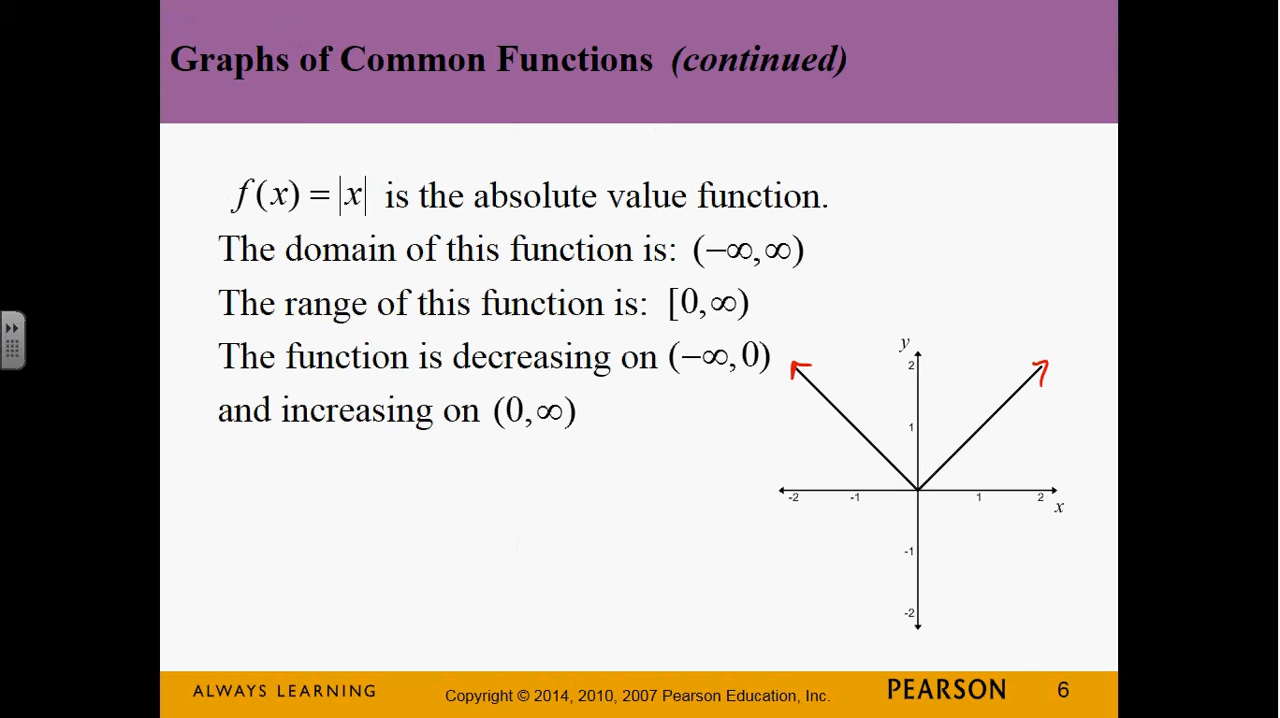 Graphs of Common Functions (continued)
f(x) = |x| is the absolute value function.
The domain of this function is: (−∞,∞)
The range of this function is: [0,∞)
The function is decreasing on (−∞,0)
and increasing on (0,∞)
y
2
1
-2 -1 1 2
x
-1
-2
ALWAYS LEARNING Copyright © 2014, 2010, 2007 Pearson Education, Inc. PEARSON 6